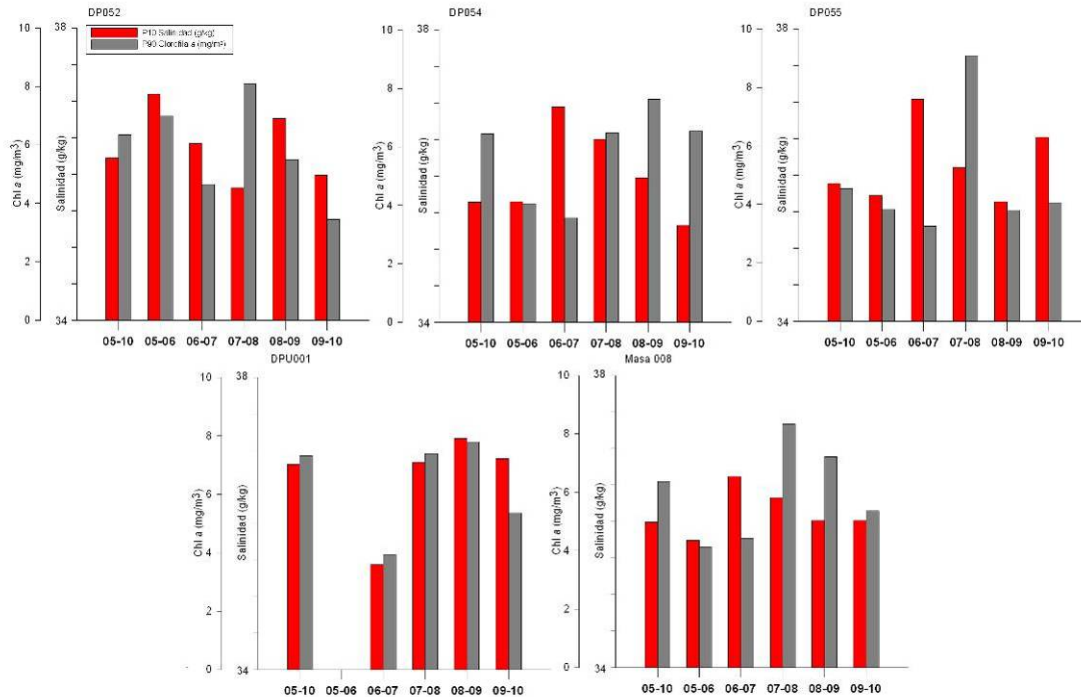 DP052
DP054
DP055
P10 Salinidad (g/kg)
P90 Clorofila a (mg/m³)
10
8
6
4
2
0
Chl a (mg/m³)
38
34
Salinidad (g/kg)
05-10 05-06 06-07 07-08 08-09 09-10
10
8
6
4
2
0
Chl a (mg/m³)
38
34
Salinidad (g/kg)
05-10 05-06 06-07 07-08 08-09 09-10
10
8
6
4
2
0
Chl a (mg/m³)
38
34
Salinidad (g/kg)
05-10 05-06 06-07 07-08 08-09 09-10
DPU001
Masa 008
10
8
6
4
2
0
Chl a (mg/m³)
38
34
Salinidad (g/kg)
05-10 05-06 06-07 07-08 08-09 09-10
10
8
6
4
2
0
Chl a (mg/m³)
38
34
Salinidad (g/kg)
05-10 05-06 06-07 07-08 08-09 09-10